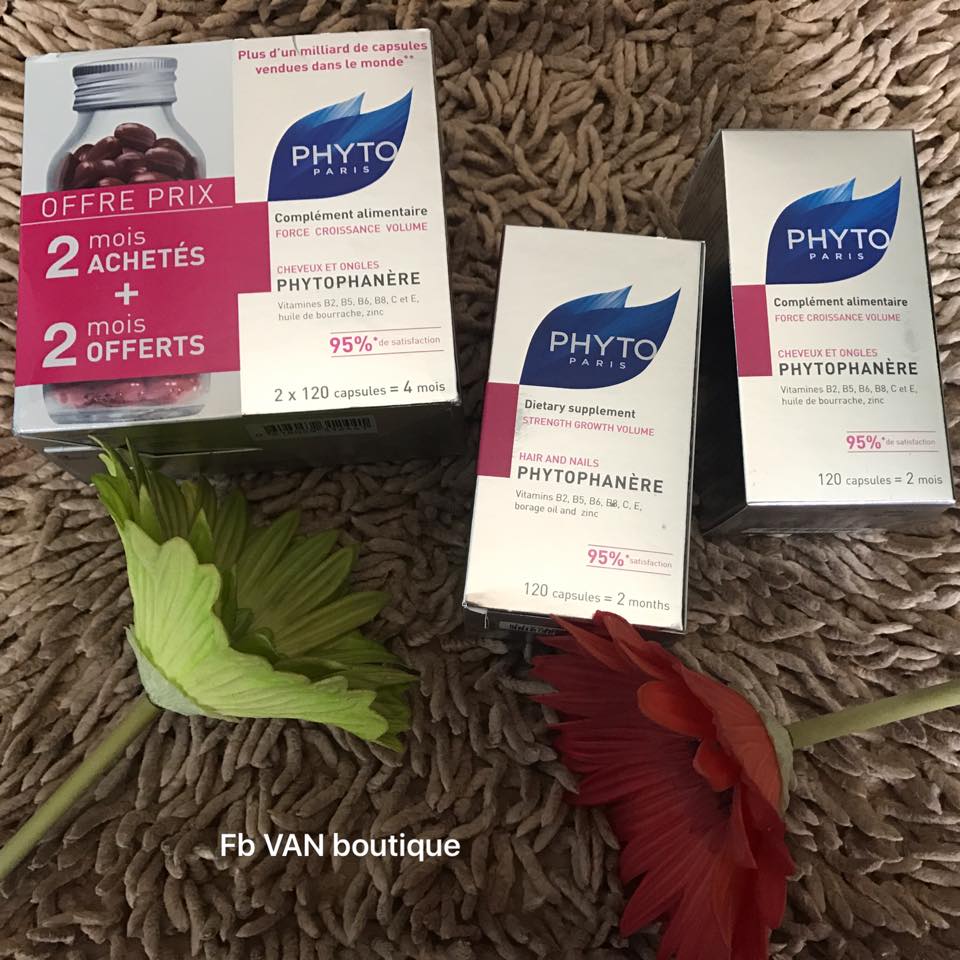 Plus d'un milliard de capsules
vendues dans le monde**
PHYTO
PARIS
OFFRE PRIX
2 mois
ACHETÉS
+
2 mois
OFFERTS
Complément alimentaire
FORCE CROISSANCE VOLUME
CHEVEUX ET ONGLES
PHYTOPHANÈRE
Vitamines B2, B5, B6, B8, C et E,
huile de bourrache, zinc
95%* de satisfaction
2 x 120 capsules = 4 mois
PHYTO
PARIS
Dietary supplement
STRENGTH GROWTH VOLUME
HAIR AND NAILS
PHYTOPHANÈRE
Vitamins B2, B5, B6, B8, C, E,
borage oil and zinc
95%* satisfaction
120 capsules = 2 months
PHYTO
PARIS
Complément alimentaire
FORCE CROISSANCE VOLUME
CHEVEUX ET ONGLES
PHYTOPHANÈRE
Vitamines B2, B5, B6, B8, C et E,
huile de bourrache, zinc
95%* de satisfaction
120 capsules = 2 mois
Fb VAN boutique